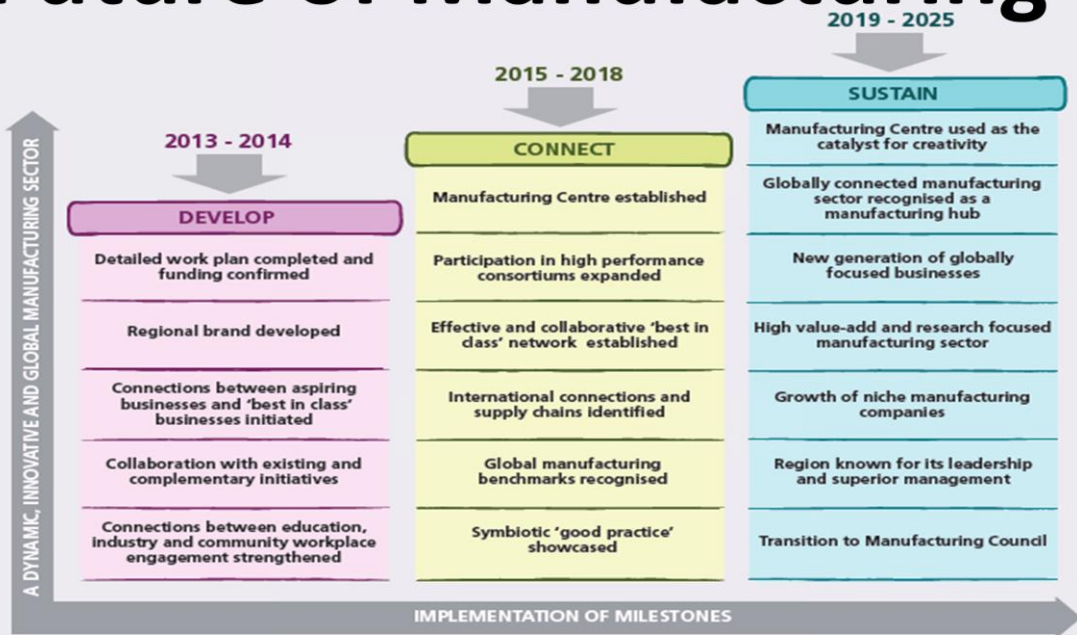 Future of Manufacturing
2019 - 2025
SUSTAIN
Manufacturing Centre used as the
catalyst for creativity
Globally connected manufacturing
sector recognised as a
manufacturing hub
New generation of globally
focused businesses
High value-add and research focused
manufacturing sector
Growth of niche manufacturing
companies
Region known for its leadership
and superior management
Transition to Manufacturing Council
2015 - 2018
CONNECT
Manufacturing Centre established
Participation in high performance
consortiums expanded
Effective and collaborative ‘best in
class’ network established
International connections and
supply chains identified
Global manufacturing
benchmarks recognised
Symbiotic ‘good practice’
showcased
2013 - 2014
DEVELOP
Detailed work plan completed and
funding confirmed
Regional brand developed
Connections between aspiring
businesses and ‘best in class’
businesses initiated
Collaboration with existing and
complementary initiatives
Connections between education,
industry and community workplace
engagement strengthened
A DYNAMIC, INNOVATIVE AND GLOBAL MANUFACTURING SECTOR
IMPLEMENTATION OF MILESTONES